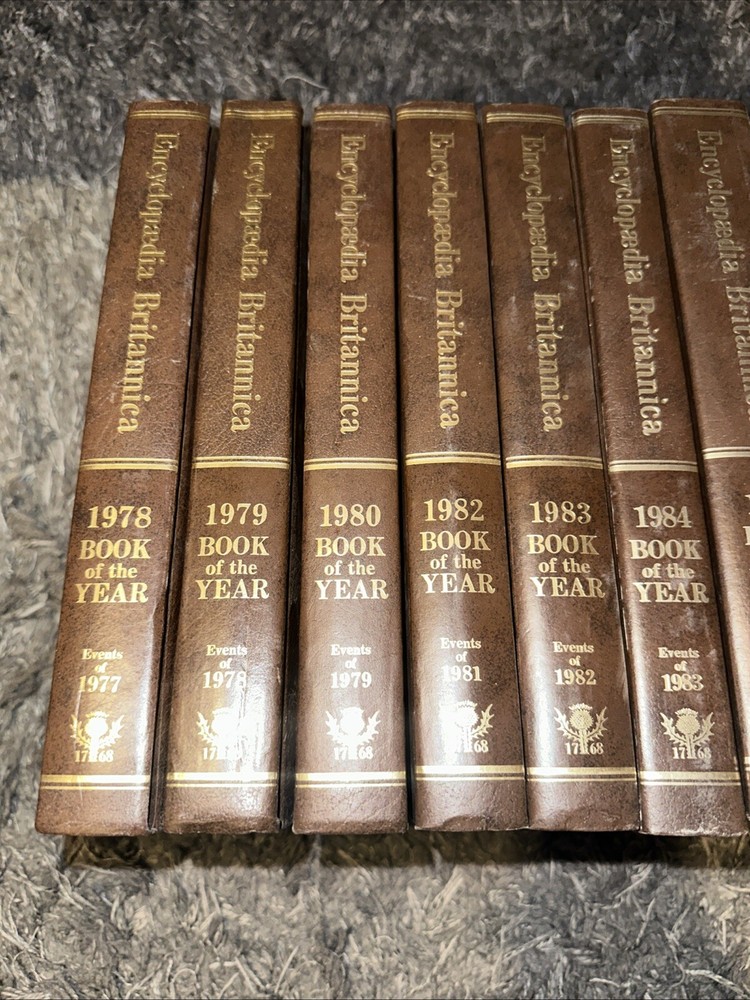 Encyclopædia Britannica
1978
BOOK
of the
YEAR
Events
of
1977
1768
Encyclopædia Britannica
1979
BOOK
of the
YEAR
Events
of
1978
1768
Encyclopædia Britannica
1980
BOOK
of the
YEAR
Events
of
1979
1768
Encyclopædia Britannica
1982
BOOK
of the
YEAR
Events
of
1981
1768
Encyclopædia Britannica
1983
BOOK
of the
YEAR
Events
of
1982
1768
Encyclopædia Britannica
1984
BOOK
of the
YEAR
Events
of
1983
1768
Encyclopædia Britann